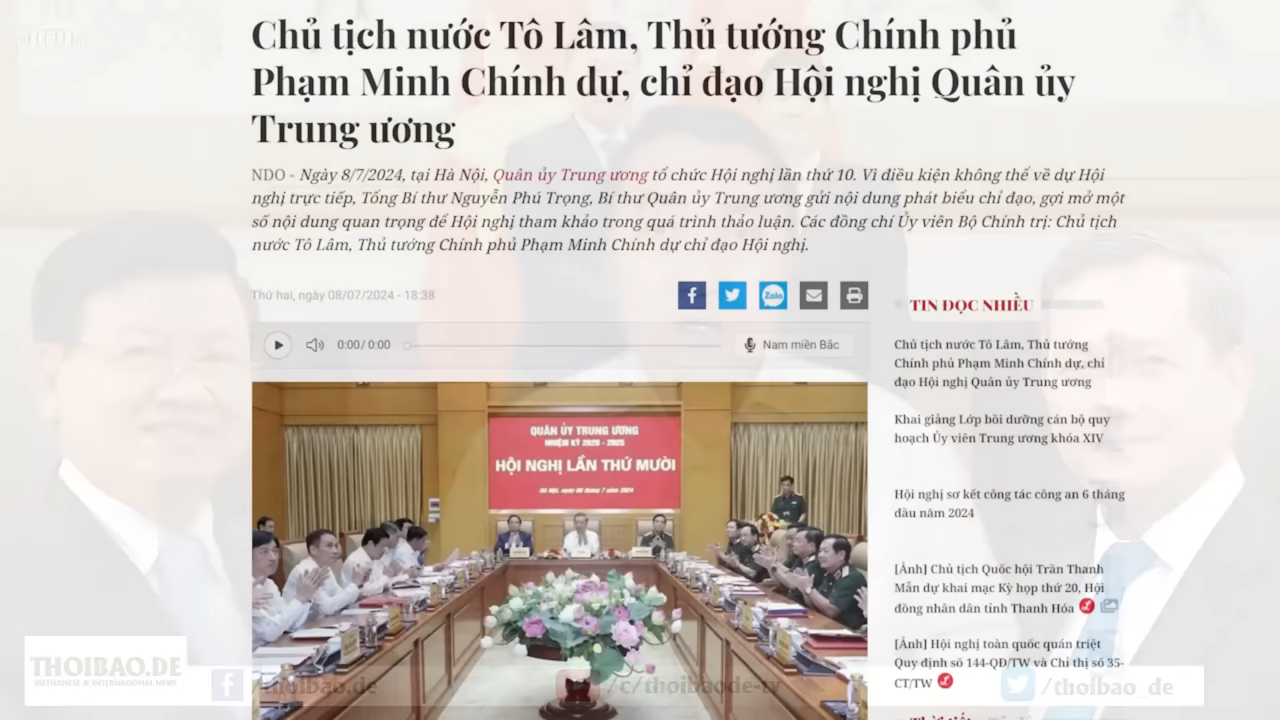 Chủ tịch nước Tô Lâm, Thủ tướng Chính phủ
Phạm Minh Chính dự, chỉ đạo Hội nghị Quân ủy
Trung ương
NDO - Ngày 8/7/2024, tại Hà Nội, Quân ủy Trung ương tổ chức Hội nghị lần thứ 10. Vì điều kiện không thể về dự Hội
nghị trực tiếp, Tổng Bí thư Nguyễn Phú Trọng, Bí thư Quân ủy Trung ương gửi nội dung phát biểu chỉ đạo, gợi mở một
số nội dung quan trọng để Hội nghị tham khảo trong quá trình thảo luận. Các đồng chí Ủy viên Bộ Chính trị: Chủ tịch
nước Tô Lâm, Thủ tướng Chính phủ Phạm Minh Chính dự chỉ đạo Hội nghị.
Thứ hai, ngày 08/07/2024 - 18:38
Zalo
0:00 / 0:00
Nam miền Bắc
QUÂN ỦY TRUNG ƯƠNG
NHIỆM KỲ 2020 - 2025
HỘI NGHỊ LẦN THỨ MƯỜI
Hà Nội, ngày 08 tháng 7 năm 2024
TIN ĐỌC NHIỀU
Chủ tịch nước Tô Lâm, Thủ tướng
Chính phủ Phạm Minh Chính dự, chỉ
đạo Hội nghị Quân ủy Trung ương
Khai giảng Lớp bồi dưỡng cán bộ quy
hoạch Ủy viên Trung ương khóa XIV
Hội nghị sơ kết công tác công an 6 tháng
đầu năm 2024
[Ảnh] Chủ tịch Quốc hội Trần Thanh
Mẫn dự khai mạc Kỳ họp thứ 20, Hội
đồng nhân dân tỉnh Thanh Hóa
[Ảnh] Hội nghị toàn quốc quán triệt
Quy định số 144-QĐ/TW và Chỉ thị số 35-
CT/TW
THOIBAO.DE
VIETNAMESE & INTERNATIONAL NEWS
/thoibao.de
/c/thoibaode-tv
/thoibao_de